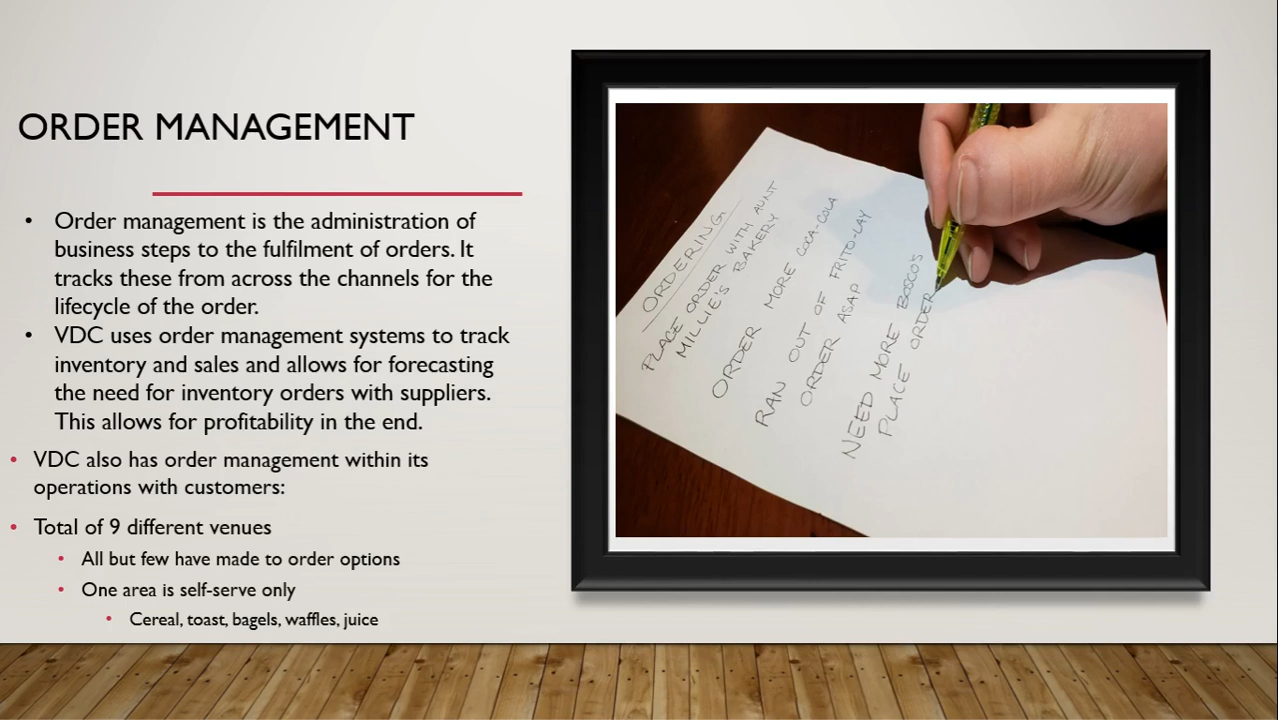 ORDER MANAGEMENT
• Order management is the administration of
business steps to the fulfilment of orders. It
tracks these from across the channels for the
lifecycle of the order.
• VDC uses order management systems to track
inventory and sales and allows for forecasting
the need for inventory orders with suppliers.
This allows for profitability in the end.
• VDC also has order management within its
operations with customers:
• Total of 9 different venues
• All but few have made to order options
• One area is self-serve only
• Cereal, toast, bagels, waffles, juice
ORDERING
PLACE ORDER WITH AUNT
MILLIE'S BAKERY
ORDER MORE COCA-COLA
RAN OUT OF FRITO-LAY
ORDER ASAP
NEED MORE BOSCO'S
PLACE ORDER